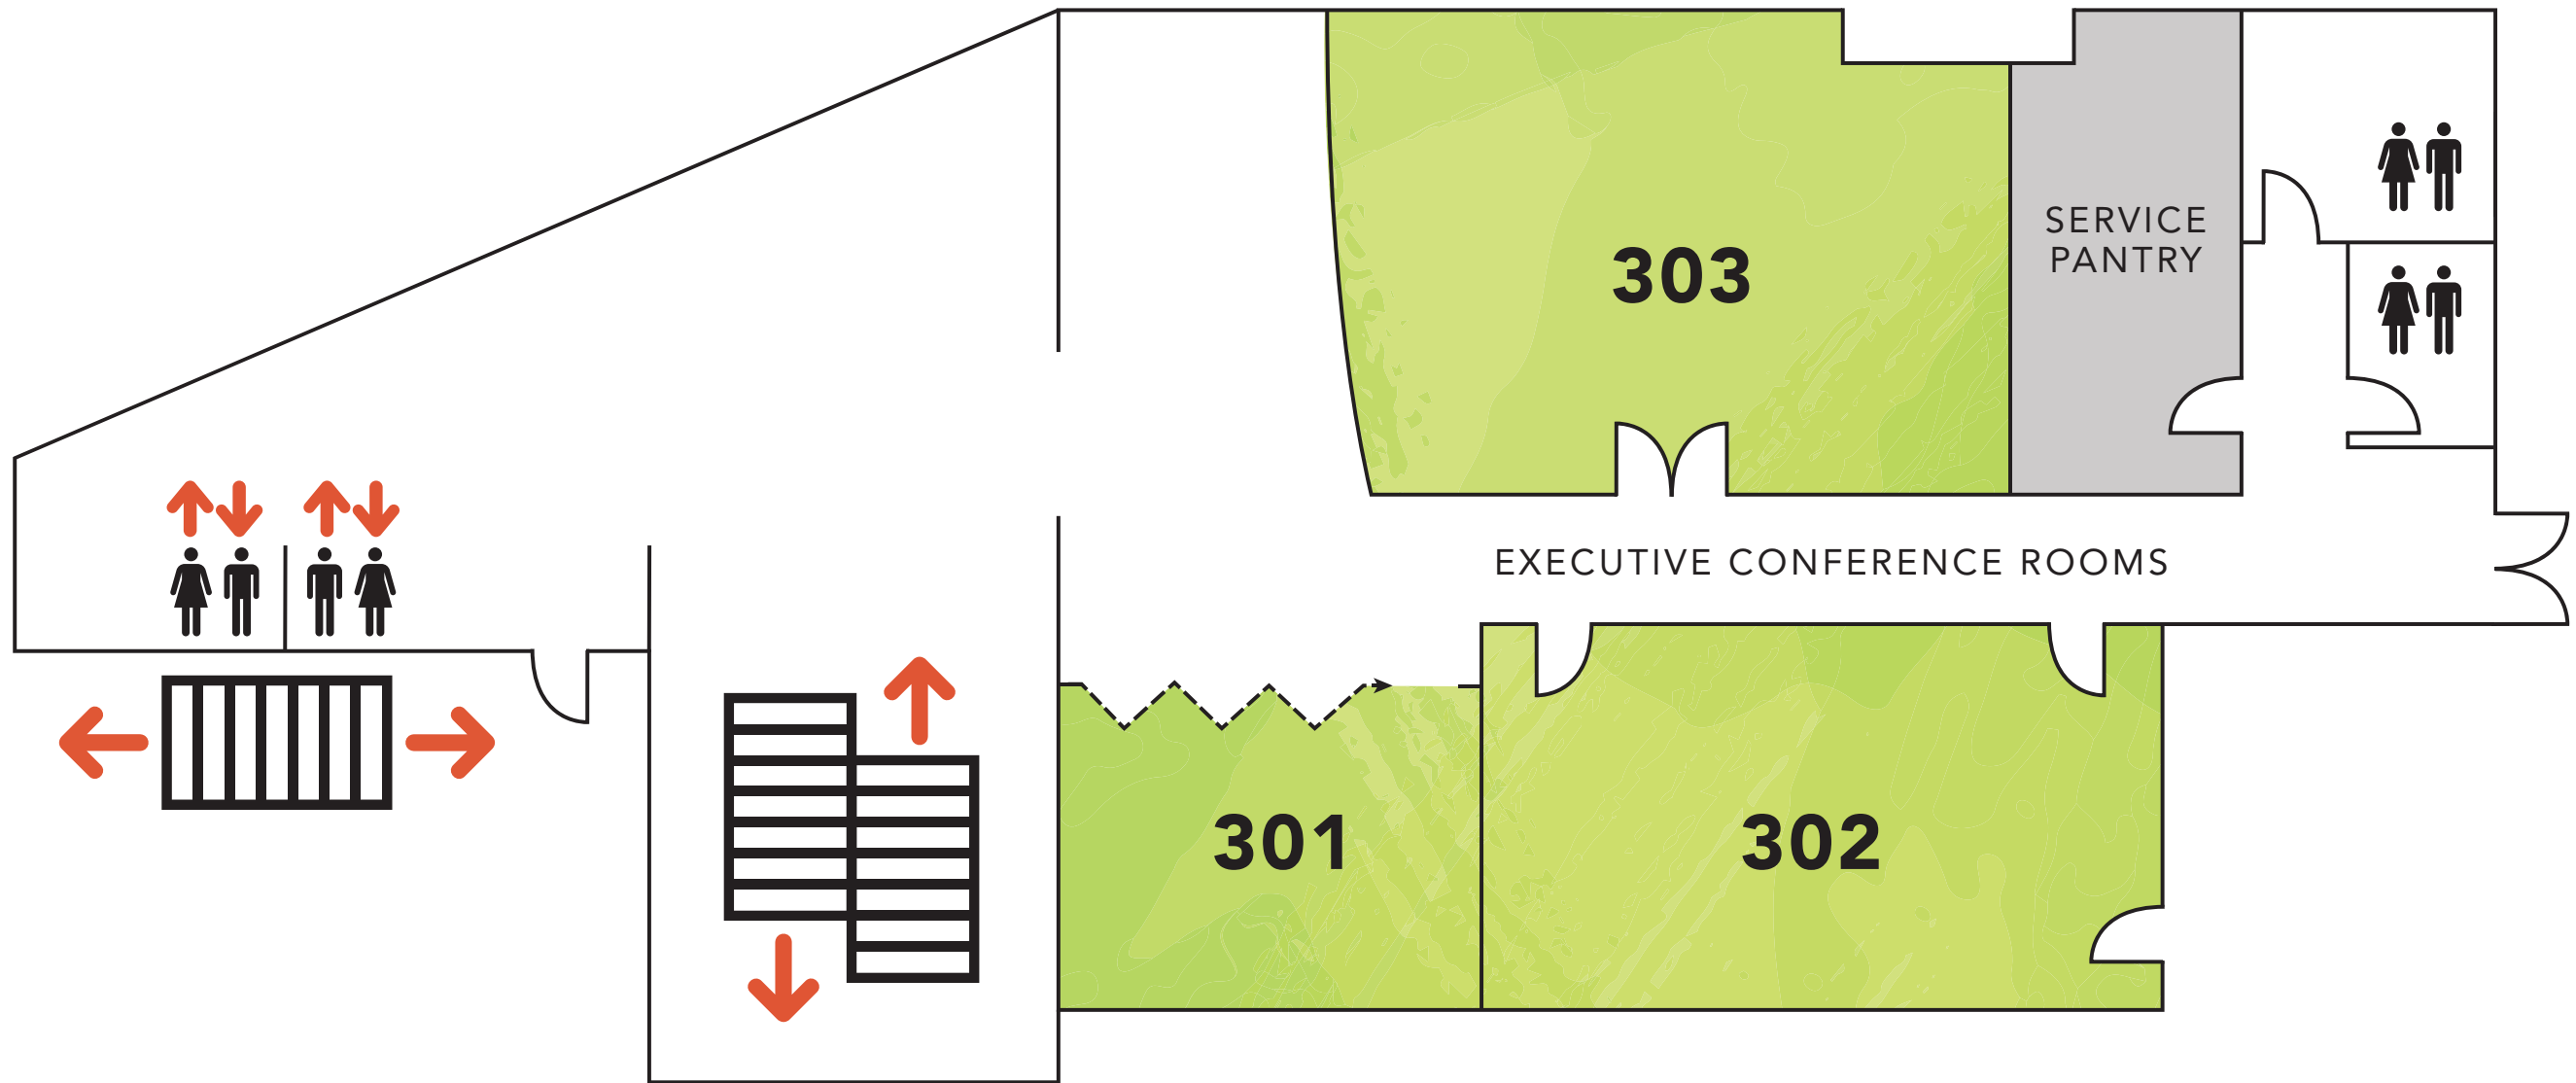 303
SERVICE
PANTRY
EXECUTIVE CONFERENCE ROOMS
301
302